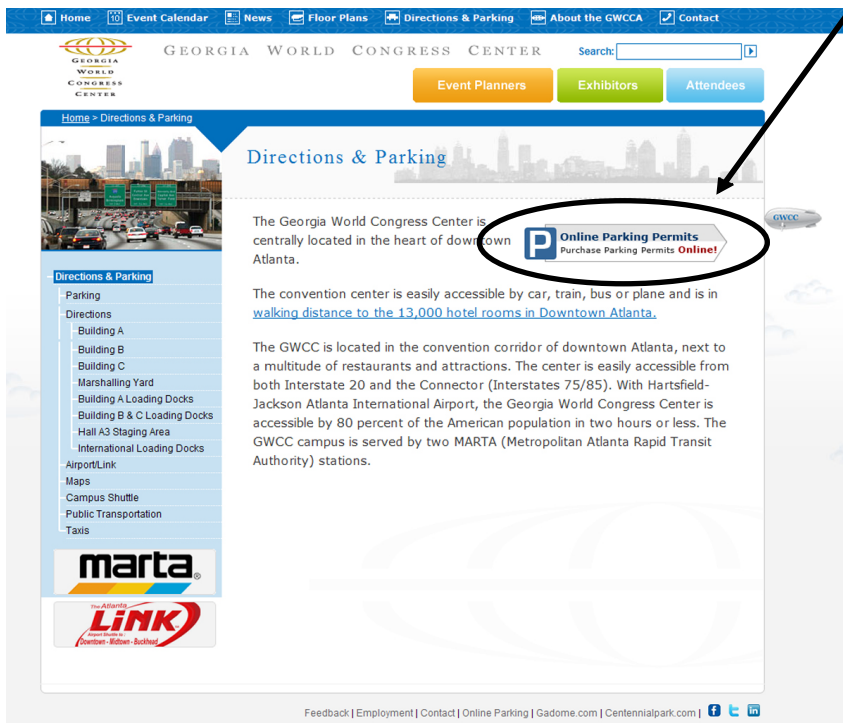 Home
10 Event Calendar
News
Floor Plans
Directions & Parking
About the GWCCA
Contact
GEORGIA
WORLD
CONGRESS
CENTER
GEORGIA WORLD CONGRESS CENTER
Search:
Event Planners
Exhibitors
Attendees
Home > Directions & Parking
Directions & Parking
GWCC
The Georgia World Congress Center is
centrally located in the heart of downtown
Atlanta.
P
Online Parking Permits
Purchase Parking Permits Online!
The convention center is easily accessible by car, train, bus or plane and is in
walking distance to the 13,000 hotel rooms in Downtown Atlanta.
The GWCC is located in the convention corridor of downtown Atlanta, next to
a multitude of restaurants and attractions. The center is easily accessible from
both Interstate 20 and the Connector (Interstates 75/85). With Hartsfield-
Jackson Atlanta International Airport, the Georgia World Congress Center is
accessible by 80 percent of the American population in two hours or less. The
GWCC campus is served by two MARTA (Metropolitan Atlanta Rapid Transit
Authority) stations.
Directions & Parking
Parking
Directions
Building A
Building B
Building C
Marshalling Yard
Building A Loading Docks
Building B & C Loading Docks
Hall A3 Staging Area
International Loading Docks
Airport/Link
Maps
Campus Shuttle
Public Transportation
Taxis
marta®
The Atlanta
LiNK
Airport Shuttle to :
Downtown - Midtown - Buckhead
Feedback | Employment | Contact | Online Parking | Gadome.com | Centennialpark.com |